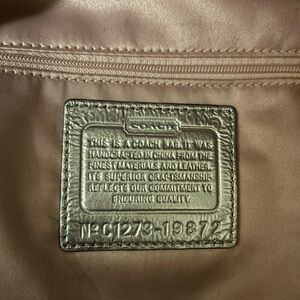 COACH
THIS IS A COACH BAG. IT WAS
HANDCRAFTED IN CHINA FROM THE
FINEST MATERIALS AND LEATHER.
ITS SUPERIOR CRAFTSMANSHIP
REFLECTS OUR COMMITMENT TO
ENDURING QUALITY.
Nº C1273-19872